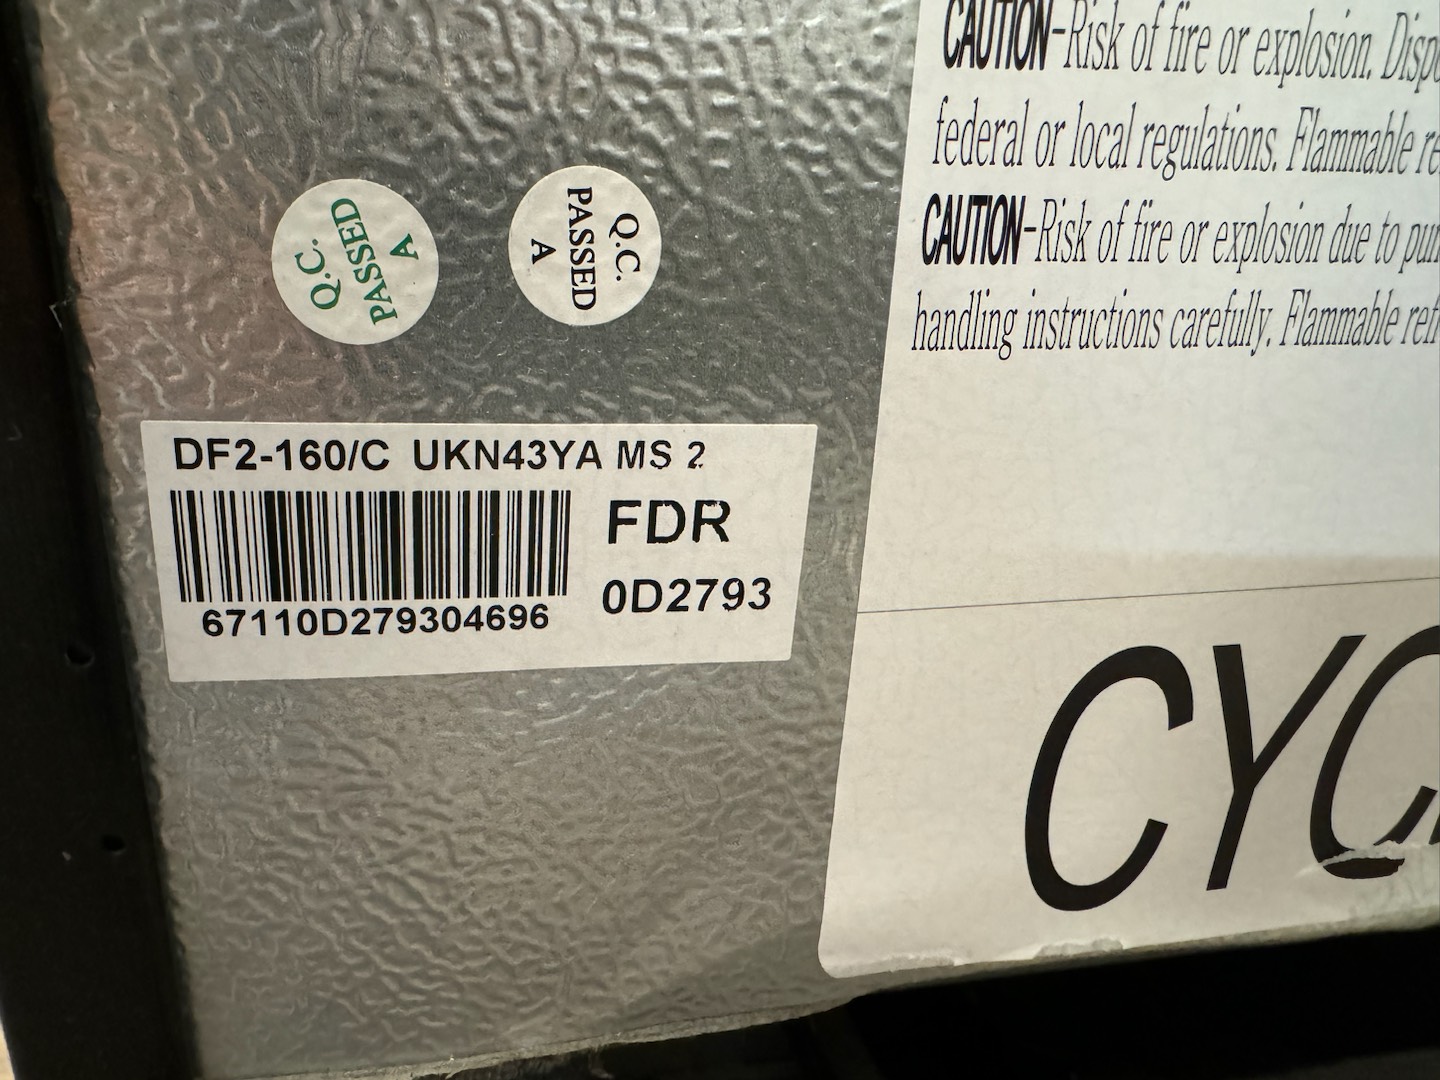 Q.C.
PASSED
A
Q.C.
PASSED
A
DF2-160/C UKN43YA MS 2
FDR
0D2793
67110D279304696
CAUTION-Risk of fire or explosion.
federal or local regulations. Flammable
CAUTION-Risk of fire or explosion due to
handling instructions carefully. Flammable